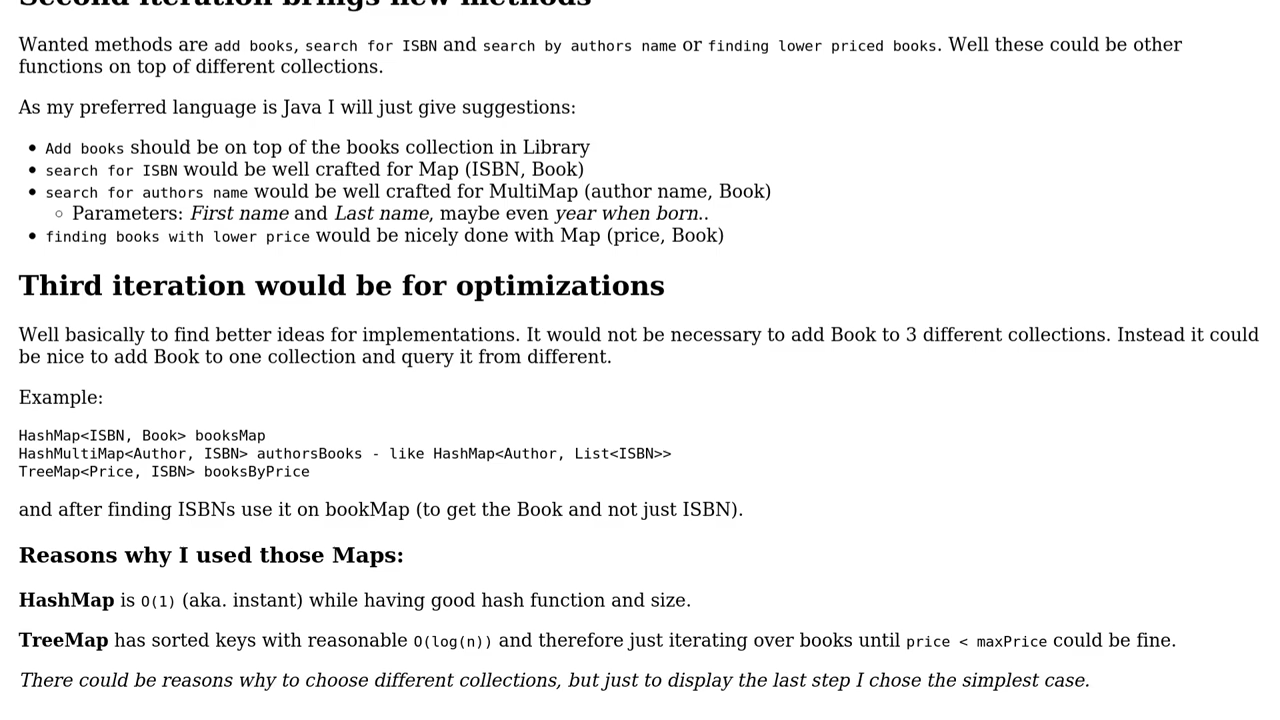 Second iteration brings new methods
Wanted methods are add books, search for ISBN and search by authors name or finding lower priced books. Well these could be other
functions on top of different collections.
As my preferred language is Java I will just give suggestions:
• Add books should be on top of the books collection in Library
• search for ISBN would be well crafted for Map (ISBN, Book)
• search for authors name would be well crafted for MultiMap (author name, Book)
◦ Parameters: First name and Last name, maybe even year when born..
• finding books with lower price would be nicely done with Map (price, Book)
Third iteration would be for optimizations
Well basically to find better ideas for implementations. It would not be necessary to add Book to 3 different collections. Instead it could
be nice to add Book to one collection and query it from different.
Example:
HashMap<ISBN, Book> booksMap
HashMultiMap<Author, ISBN> authorsBooks - like HashMap<Author, List<ISBN>>
TreeMap<Price, ISBN> booksByPrice
and after finding ISBNs use it on bookMap (to get the Book and not just ISBN).
Reasons why I used those Maps:
HashMap is O(1) (aka. instant) while having good hash function and size.
TreeMap has sorted keys with reasonable O(log(n)) and therefore just iterating over books until price < maxPrice could be fine.
There could be reasons why to choose different collections, but just to display the last step I chose the simplest case.